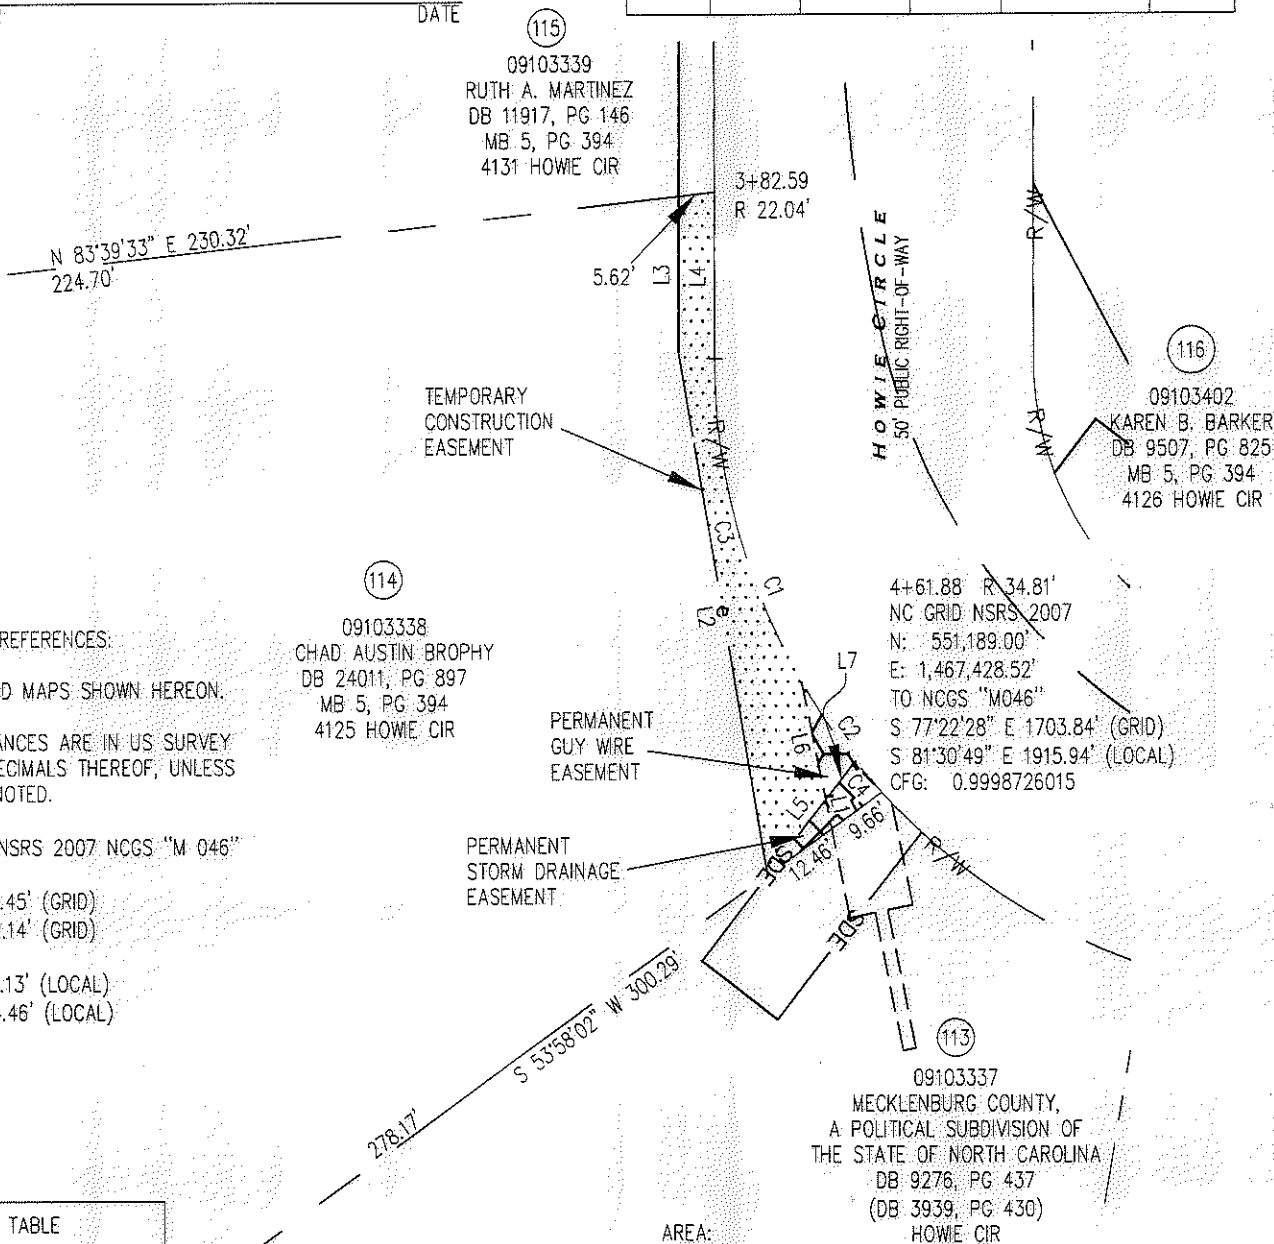 DATE
115
09103339
RUTH A. MARTINEZ
DB 11917, PG 146
MB 5, PG 394
4131 HOWIE CIR
3+82.59
R 22.04'
N 83°39'33" E 230.32'
224.70'
5.62'
L3
L4
HOWIE CIRCLE
50' PUBLIC RIGHT-OF-WAY
R/W
R/W
R/W
116
09103402
KAREN B. BARKER
DB 9507, PG 825
MB 5, PG 394
4126 HOWIE CIR
TEMPORARY
CONSTRUCTION
EASEMENT
C3
C1
e
L2
114
09103338
CHAD AUSTIN BROPHY
DB 24011, PG 897
MB 5, PG 394
4125 HOWIE CIR
REFERENCES:
D MAPS SHOWN HEREON.
ANCES ARE IN US SURVEY
ECIMALS THEREOF, UNLESS
NOTED.
NSRS 2007 NCGS "M 046"
.45' (GRID)
.14' (GRID)
.13' (LOCAL)
.46' (LOCAL)
4+61.88 R 34.81'
NC GRID NSRS 2007
N: 551,189.00'
E: 1,467,428.52'
TO NCGS "M046"
S 77°22'28" E 1703.84' (GRID)
S 81°30'49" E 1915.94' (LOCAL)
CFG: 0.9998726015
L7
C2
L6
PERMANENT
GUY WIRE
EASEMENT
L5
C4
9.66'
12.46'
PERMANENT
STORM DRAINAGE
EASEMENT
SDE
SDE
R/W
S 53°58'02" W 300.29'
278.17'
113
09103337
MECKLENBURG COUNTY,
A POLITICAL SUBDIVISION OF
THE STATE OF NORTH CAROLINA
DB 9276, PG 437
(DB 3939, PG 430)
HOWIE CIR
TABLE
AREA: